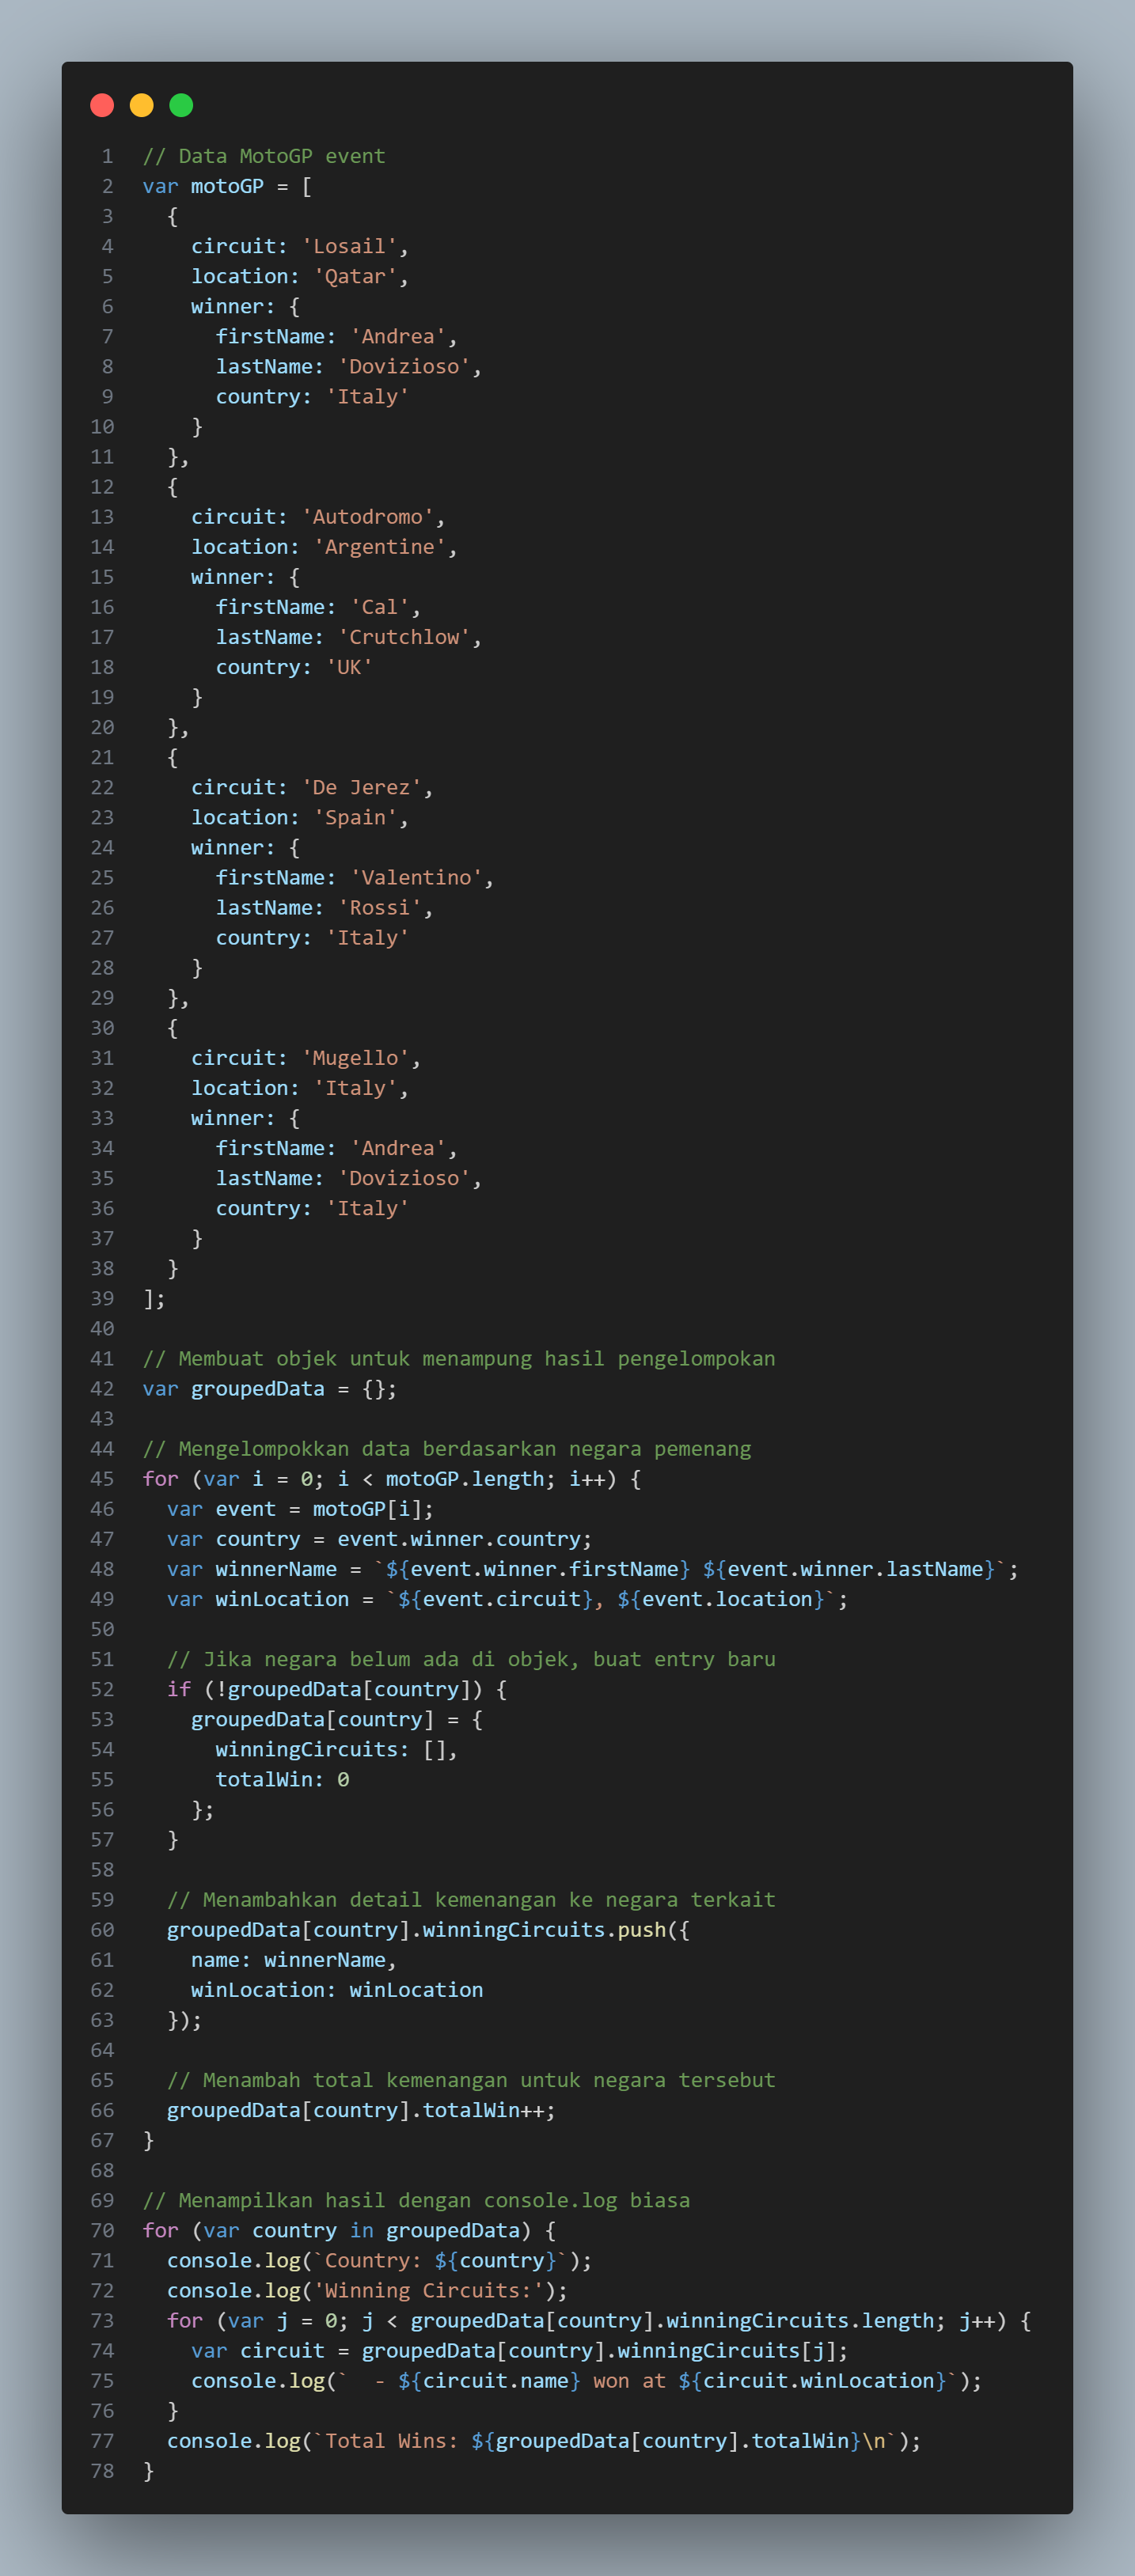 1 // Data MotoGP event
2 var motoGP = [
3   {
4     circuit: 'Losail',
5     location: 'Qatar',
6     winner: {
7       firstName: 'Andrea',
8       lastName: 'Dovizioso',
9       country: 'Italy'
10     }
11   },
12   {
13     circuit: 'Autodromo',
14     location: 'Argentine',
15     winner: {
16       firstName: 'Cal',
17       lastName: 'Crutchlow',
18       country: 'UK'
19     }
20   },
21   {
22     circuit: 'De Jerez',
23     location: 'Spain',
24     winner: {
25       firstName: 'Valentino',
26       lastName: 'Rossi',
27       country: 'Italy'
28     }
29   },
30   {
31     circuit: 'Mugello',
32     location: 'Italy',
33     winner: {
34       firstName: 'Andrea',
35       lastName: 'Dovizioso',
36       country: 'Italy'
37     }
38   }
39 ];
40
41 // Membuat objek untuk menampung hasil pengelompokan
42 var groupedData = {};
43
44 // Mengelompokkan data berdasarkan negara pemenang
45 for (var i = 0; i < motoGP.length; i++) {
46   var event = motoGP[i];
47   var country = event.winner.country;
48   var winnerName = `${event.winner.firstName} ${event.winner.lastName}`;
49   var winLocation = `${event.circuit}, ${event.location}`;
50
51   // Jika negara belum ada di objek, buat entry baru
52   if (!groupedData[country]) {
53     groupedData[country] = {
54       winningCircuits: [],
55       totalWin: 0
56     };
57   }
58
59   // Menambahkan detail kemenangan ke negara terkait
60   groupedData[country].winningCircuits.push({
61     name: winnerName,
62     winLocation: winLocation
63   });
64
65   // Menambah total kemenangan untuk negara tersebut
66   groupedData[country].totalWin++;
67 }
68
69 // Menampilkan hasil dengan console.log biasa
70 for (var country in groupedData) {
71   console.log(`Country: ${country}`);
72   console.log('Winning Circuits:');
73   for (var j = 0; j < groupedData[country].winningCircuits.length; j++) {
74     var circuit = groupedData[country].winningCircuits[j];
75     console.log(`  - ${circuit.name} won at ${circuit.winLocation}`);
76   }
77   console.log(`Total Wins: ${groupedData[country].totalWin}\n`);
78 }